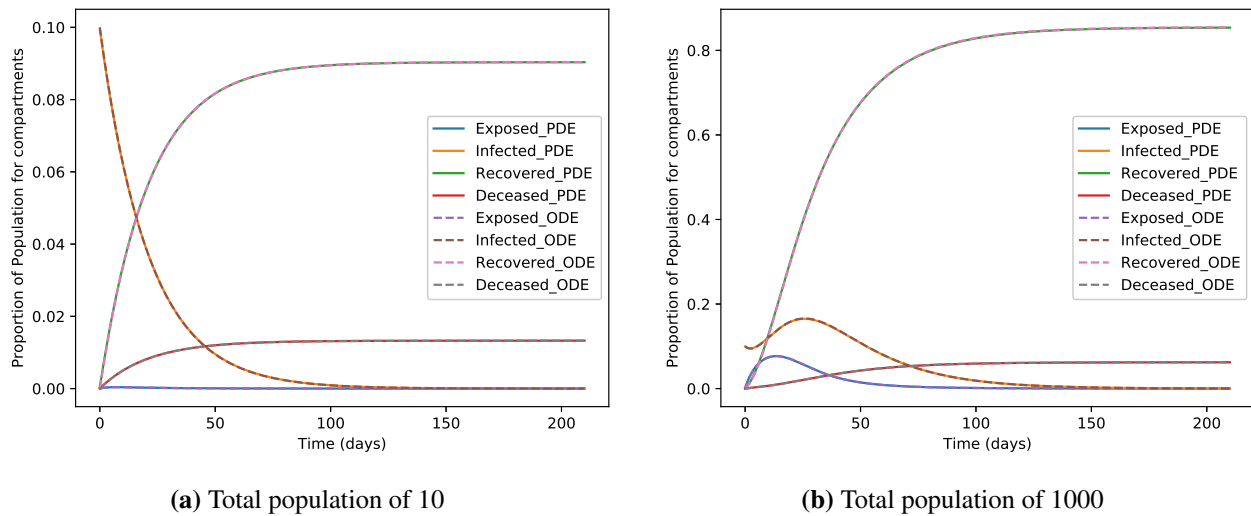 0.10
0.08
0.06
0.04
0.02
0.00
Proportion of Population for compartments
0 50 100 150 200
Time (days)
Exposed_PDE
Infected_PDE
Recovered_PDE
Deceased_PDE
Exposed_ODE
Infected_ODE
Recovered_ODE
Deceased_ODE
(a) Total population of 10
0.8
0.6
0.4
0.2
0.0
Proportion of Population for compartments
0 50 100 150 200
Time (days)
Exposed_PDE
Infected_PDE
Recovered_PDE
Deceased_PDE
Exposed_ODE
Infected_ODE
Recovered_ODE
Deceased_ODE
(b) Total population of 1000